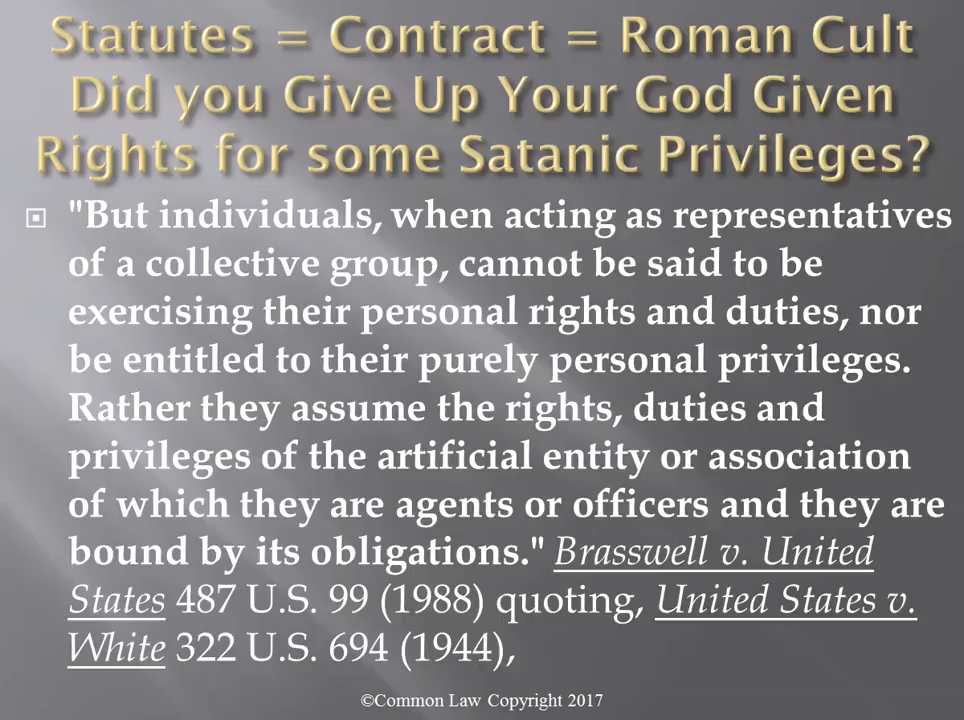 Statutes = Contract = Roman Cult
Did you Give Up Your God Given
Rights for some Satanic Privileges?
"But individuals, when acting as representatives
of a collective group, cannot be said to be
exercising their personal rights and duties, nor
be entitled to their purely personal privileges.
Rather they assume the rights, duties and
privileges of the artificial entity or association
of which they are agents or officers and they are
bound by its obligations." Brasswell v. United
States 487 U.S. 99 (1988) quoting, United States v.
White 322 U.S. 694 (1944),
©Common Law Copyright 2017